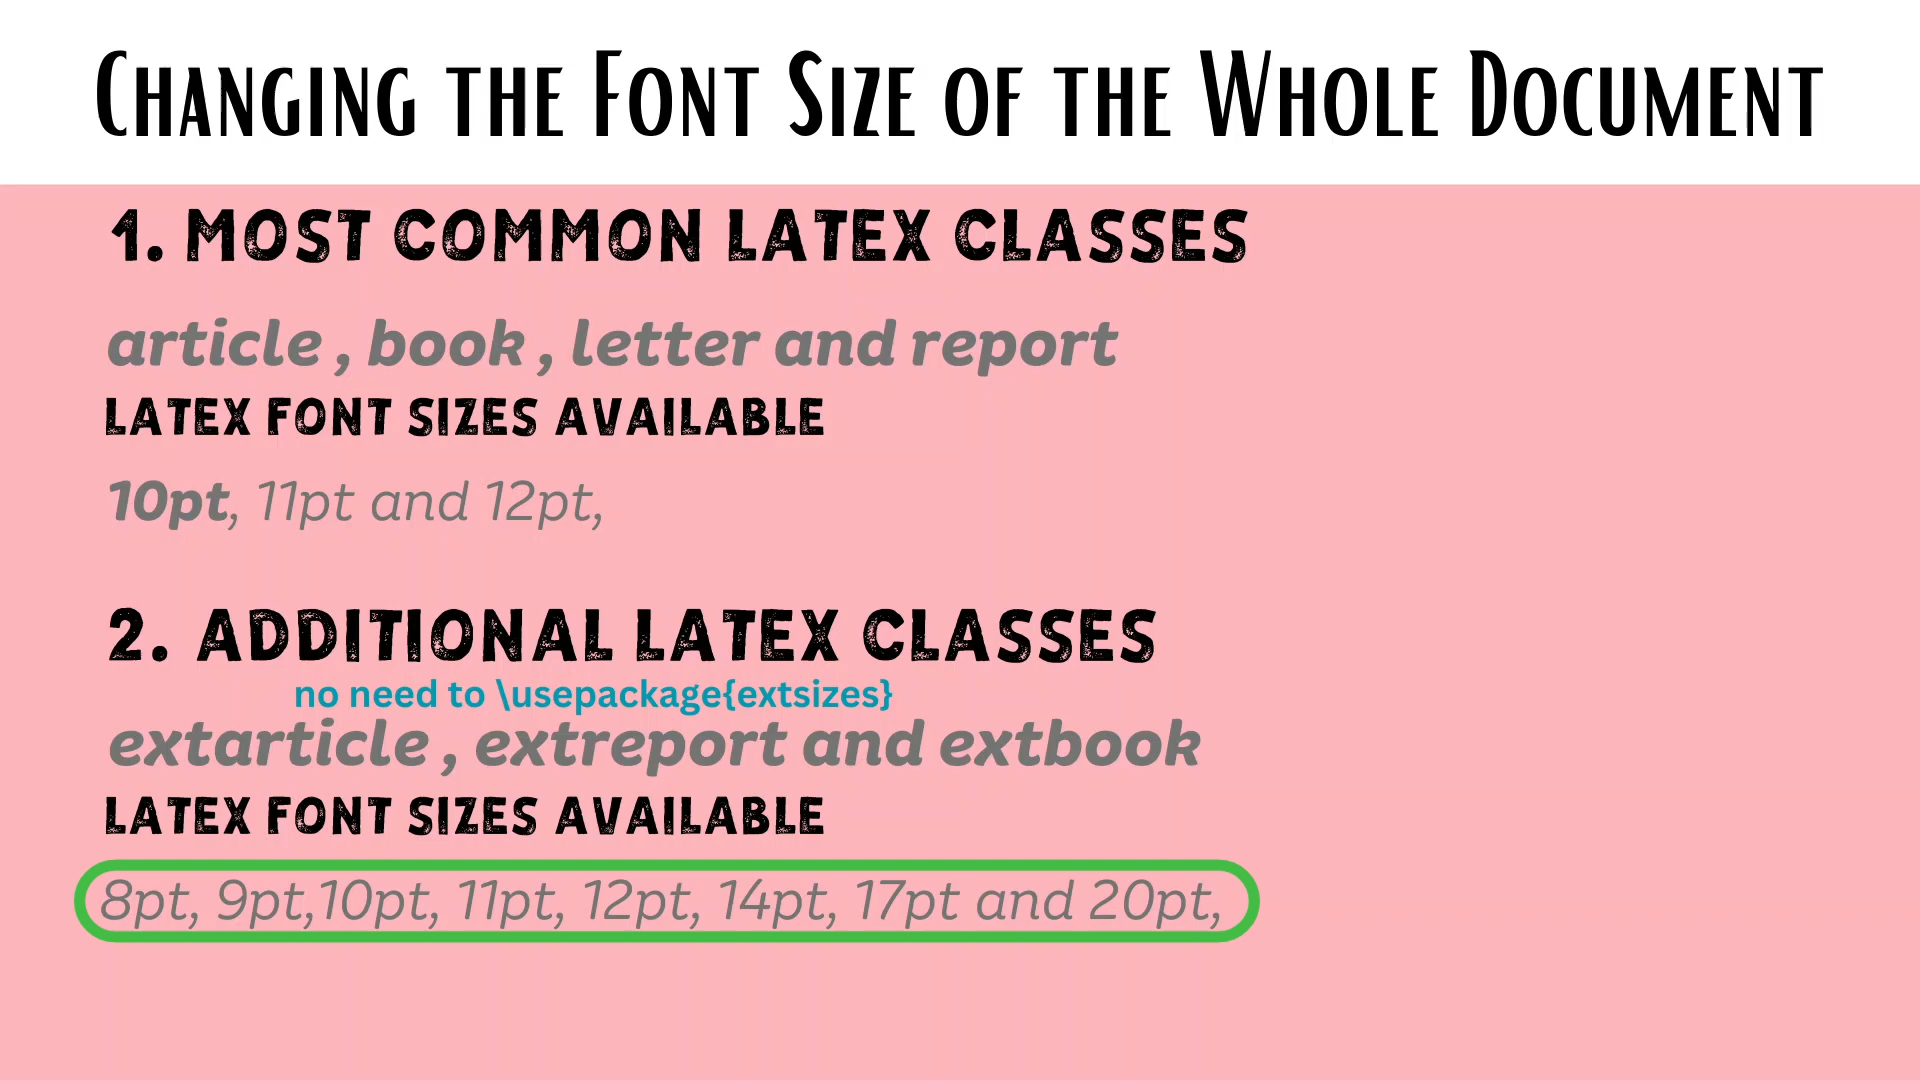 Changing the Font Size of the Whole Document
1. MOST COMMON LATEX CLASSES
article , book , letter and report
LATEX FONT SIZES AVAILABLE
10pt, 11pt and 12pt,
2. ADDITIONAL LATEX CLASSES
no need to \usepackage{extsizes}
extarticle , extreport and extbook
LATEX FONT SIZES AVAILABLE
8pt, 9pt,10pt, 11pt, 12pt, 14pt, 17pt and 20pt,